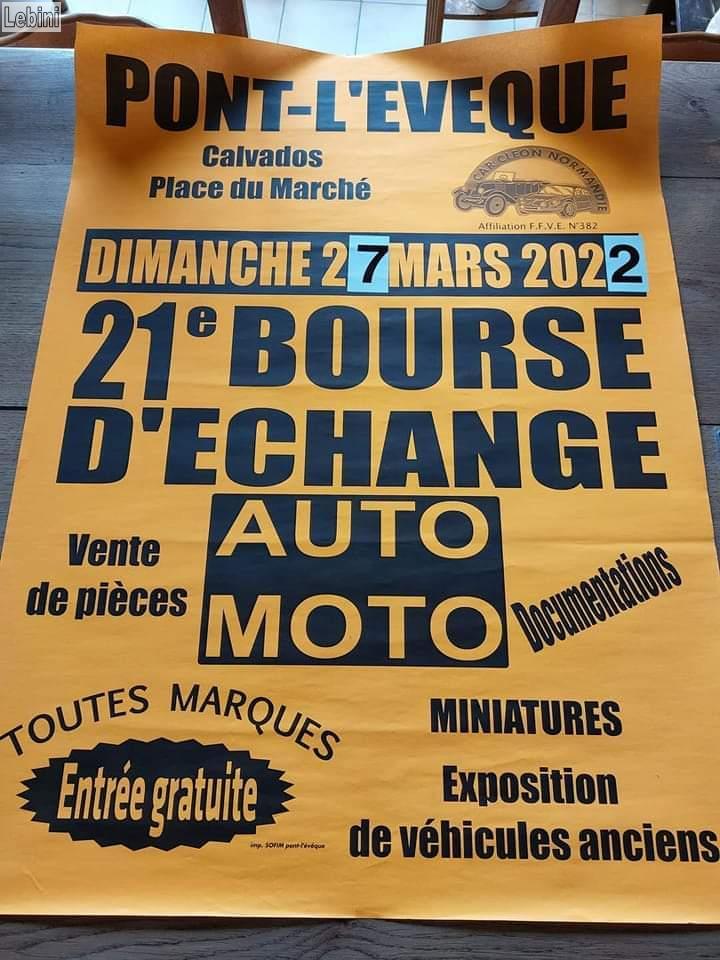 Lebini
PONT-L'EVEQUE
Calvados
Place du Marché
CAR CLEON NORMANDIE
Affiliation F.F.V.E. N°382
DIMANCHE 27 MARS 2022
21e BOURSE
D'ECHANGE
AUTO
MOTO
Vente
de pièces
Documentations
TOUTES MARQUES
Entrée gratuite
imp. SOFIM pont-l'évêque
MINIATURES
Exposition
de véhicules anciens